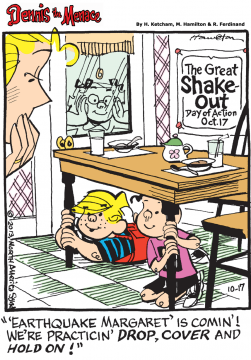 Dennis the Menace
By H. Ketcham, M. Hamilton & R. Ferdinand
Hamilton
The Great
Shake-
Out
Day of Action
Oct.17
10-17
"'EARTHQUAKE MARGARET' IS COMIN'!
WE'RE PRACTICIN' DROP, COVER AND
HOLD ON!"